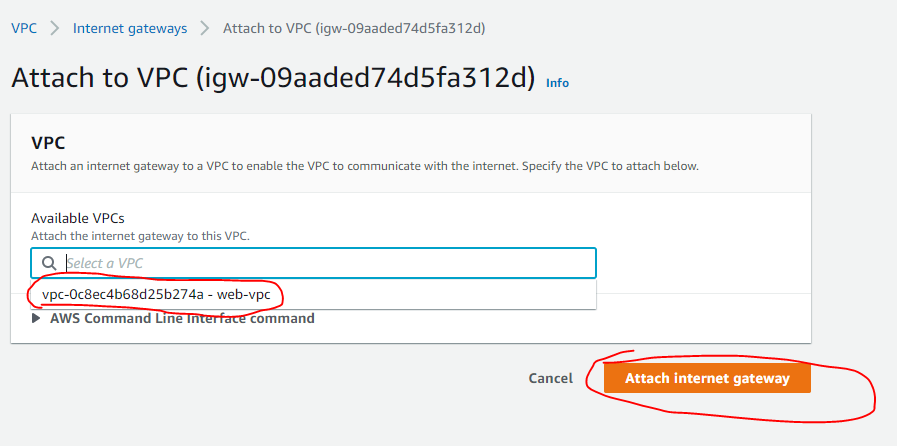 VPC > Internet gateways > Attach to VPC (igw-09aaded74d5fa312d)
Attach to VPC (igw-09aaded74d5fa312d) Info
VPC
Attach an internet gateway to a VPC to enable the VPC to communicate with the internet. Specify the VPC to attach below.
Available VPCs
Attach the internet gateway to this VPC.
Select a VPC
vpc-0c8ec4b68d25b274a - web-vpc
AWS Command Line Interface command
Cancel Attach internet gateway